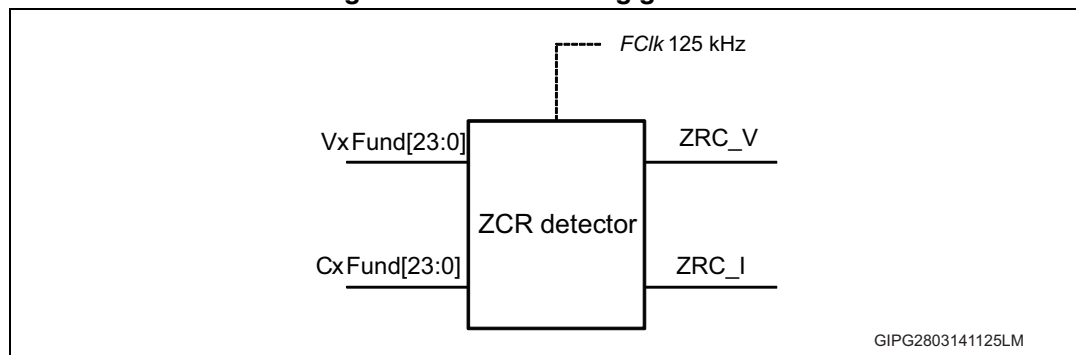 FClk 125 kHz
VxFund[23:0]
ZRC_V
ZCR detector
CxFund[23:0]
ZRC_I
GIPG2803141125LM